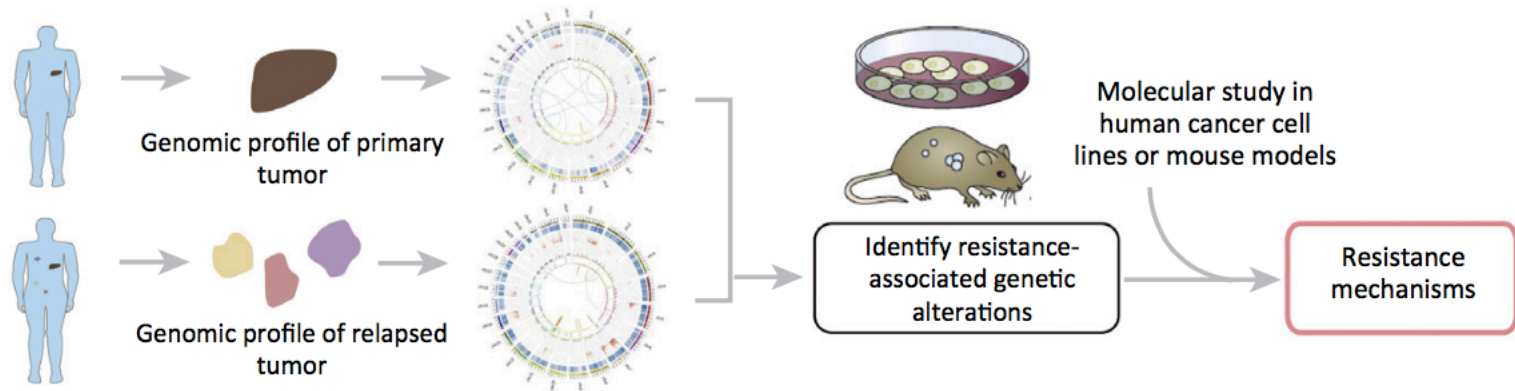 Genomic profile of primary
tumor
Genomic profile of relapsed
tumor
Molecular study in
human cancer cell
lines or mouse models
Identify resistance-
associated genetic
alterations
Resistance
mechanisms